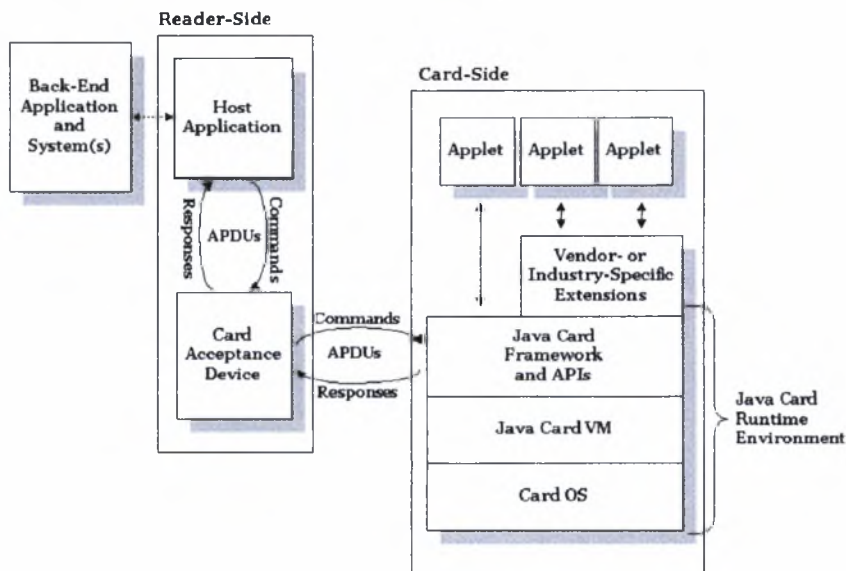 Reader-Side
Back-End
Application
and
System(s)
Host
Application
Responses
APDUs
Commands
Card
Acceptance
Device
Commands
APDUs
Responses
Card-Side
Applet
Applet
Applet
Vendor- or
Industry-Specific
Extensions
Java Card
Framework
and APIs
Java Card VM
Card OS
Java Card
Runtime
Environment